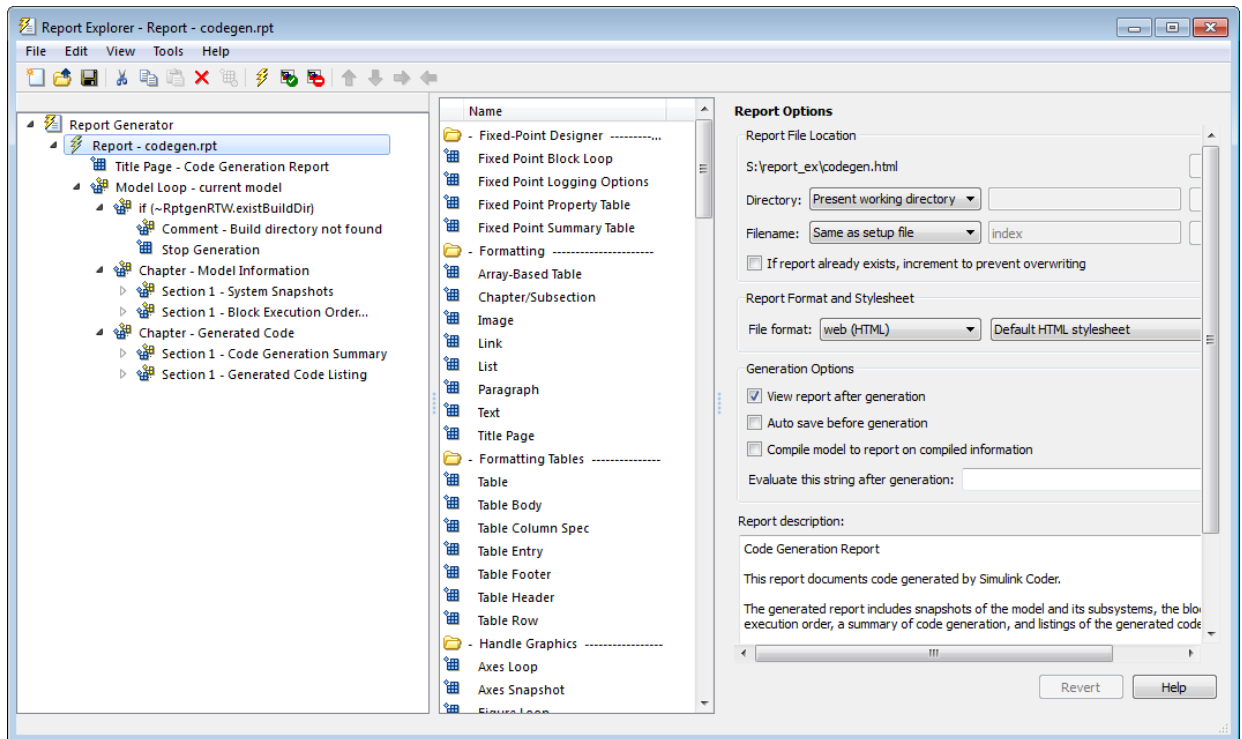 Report Explorer - Report - codegen.rpt
File Edit View Tools Help
Report Generator
Report - codegen.rpt
Title Page - Code Generation Report
Model Loop - current model
if (~RptgenRTW.existBuildDir)
Comment - Build directory not found
Stop Generation
Chapter - Model Information
Section 1 - System Snapshots
Section 1 - Block Execution Order...
Chapter - Generated Code
Section 1 - Code Generation Summary
Section 1 - Generated Code Listing
Name
- Fixed-Point Designer ---------...
Fixed Point Block Loop
Fixed Point Logging Options
Fixed Point Property Table
Fixed Point Summary Table
- Formatting ----------------------
Array-Based Table
Chapter/Subsection
Image
Link
List
Paragraph
Text
Title Page
- Formatting Tables ---------------
Table
Table Body
Table Column Spec
Table Entry
Table Footer
Table Header
Table Row
- Handle Graphics -----------------
Axes Loop
Axes Snapshot
Figure Loop
Report Options
Report File Location
S:\report_ex\codegen.html
Directory: Present working directory
Filename: Same as setup file index
If report already exists, increment to prevent overwriting
Report Format and Stylesheet
File format: web (HTML) Default HTML stylesheet
Generation Options
View report after generation
Auto save before generation
Compile model to report on compiled information
Evaluate this string after generation:
Report description:
Code Generation Report
This report documents code generated by Simulink Coder.
The generated report includes snapshots of the model and its subsystems, the blo
execution order, a summary of code generation, and listings of the generated code
Revert Help